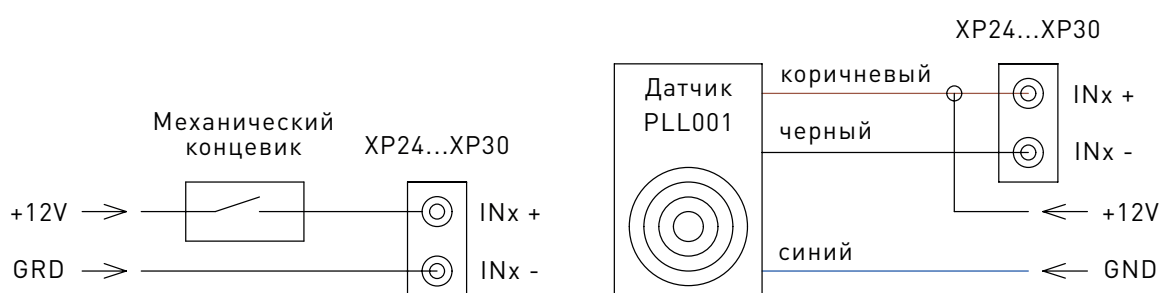 Механический
концевик
XP24...XP30
+12V
INx +
GRD
INx -
XP24...XP30
Датчик
PLL001
коричневый
INx +
черный
INx -
+12V
синий
GND